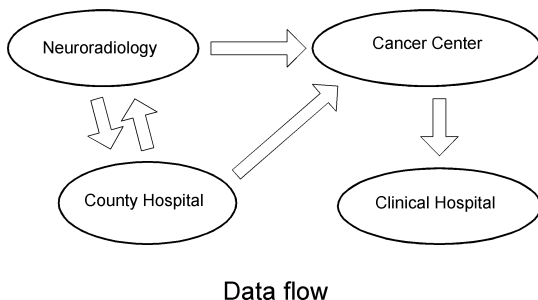 Neuroradiology
Cancer Center
County Hospital
Clinical Hospital
Data flow